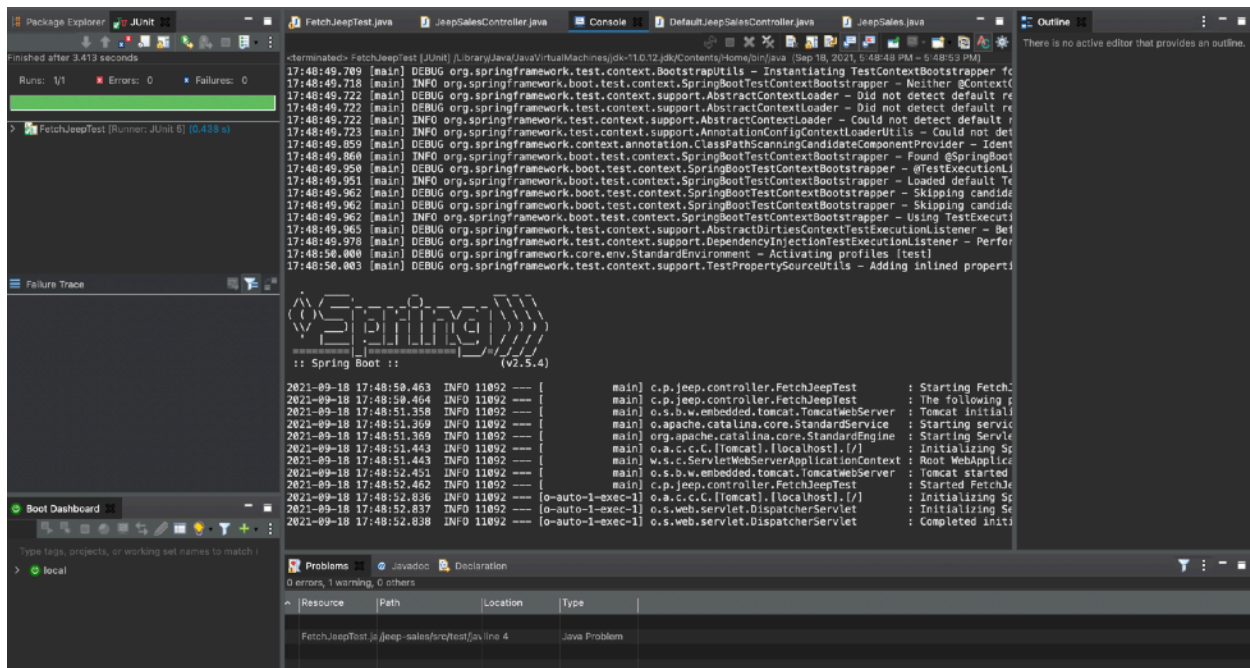 Package Explorer JUnit
Finished after 3.413 seconds
Runs: 1/1 Errors: 0 Failures: 0
FetchJeepTest [Runner: JUnit 5] (0.438 s)
Failure Trace
Boot Dashboard
Type tags, projects, or working set names to match
local
FetchJeepTest.java JeepSalesController.java Console DefaultJeepSalesController.java JeepSales.java
<terminated> FetchJeepTest [JUnit] /Library/Java/JavaVirtualMachines/jdk-11.0.12.jdk/Contents/Home/bin/java (Sep 18, 2021, 5:48:48 PM – 5:48:53 PM)
17:48:49.709 [main] DEBUG org.springframework.test.context.BootstrapUtils – Instantiating TestContextBootstrapper fo
17:48:49.718 [main] INFO org.springframework.boot.test.context.SpringBootTestContextBootstrapper – Neither @ContextC
17:48:49.722 [main] DEBUG org.springframework.test.context.support.AbstractContextLoader – Did not detect default re
17:48:49.722 [main] DEBUG org.springframework.test.context.support.AbstractContextLoader – Did not detect default re
17:48:49.722 [main] INFO org.springframework.test.context.support.AbstractContextLoader – Could not detect default r
17:48:49.723 [main] INFO org.springframework.test.context.support.AnnotationConfigContextLoaderUtils – Could not det
17:48:49.859 [main] DEBUG org.springframework.context.annotation.ClassPathScanningCandidateComponentProvider – Ident
17:48:49.860 [main] INFO org.springframework.boot.test.context.SpringBootTestContextBootstrapper – Found @SpringBoot
17:48:49.950 [main] DEBUG org.springframework.boot.test.context.SpringBootTestContextBootstrapper – @TestExecutionLi
17:48:49.951 [main] INFO org.springframework.boot.test.context.SpringBootTestContextBootstrapper – Loaded default Te
17:48:49.962 [main] DEBUG org.springframework.boot.test.context.SpringBootTestContextBootstrapper – Skipping candida
17:48:49.962 [main] DEBUG org.springframework.boot.test.context.SpringBootTestContextBootstrapper – Skipping candida
17:48:49.962 [main] INFO org.springframework.boot.test.context.SpringBootTestContextBootstrapper – Using TestExecuti
17:48:49.965 [main] DEBUG org.springframework.test.context.support.AbstractDirtiesContextTestExecutionListener – Bef
17:48:49.978 [main] DEBUG org.springframework.test.context.support.DependencyInjectionTestExecutionListener – Perfor
17:48:50.000 [main] DEBUG org.springframework.core.env.StandardEnvironment – Activating profiles [test]
17:48:50.003 [main] DEBUG org.springframework.test.context.support.TestPropertySourceUtils – Adding inlined properti
Spring
:: Spring Boot :: (v2.5.4)
2021-09-18 17:48:50.463 INFO 11092 --- [ main] c.p.jeep.controller.FetchJeepTest : Starting FetchJ
2021-09-18 17:48:50.464 INFO 11092 --- [ main] c.p.jeep.controller.FetchJeepTest : The following p
2021-09-18 17:48:51.358 INFO 11092 --- [ main] o.s.b.w.embedded.tomcat.TomcatWebServer : Tomcat initiali
2021-09-18 17:48:51.369 INFO 11092 --- [ main] o.apache.catalina.core.StandardService : Starting servic
2021-09-18 17:48:51.369 INFO 11092 --- [ main] org.apache.catalina.core.StandardEngine : Starting Servle
2021-09-18 17:48:51.443 INFO 11092 --- [ main] o.a.c.c.C.[Tomcat].[localhost].[/] : Initializing Sp
2021-09-18 17:48:51.443 INFO 11092 --- [ main] w.s.c.ServletWebServerApplicationContext : Root WebApplica
2021-09-18 17:48:52.451 INFO 11092 --- [ main] o.s.b.w.embedded.tomcat.TomcatWebServer : Tomcat started
2021-09-18 17:48:52.462 INFO 11092 --- [ main] c.p.jeep.controller.FetchJeepTest : Started FetchJe
2021-09-18 17:48:52.836 INFO 11092 --- [o-auto-1-exec-1] o.a.c.c.C.[Tomcat].[localhost].[/] : Initializing Sp
2021-09-18 17:48:52.837 INFO 11092 --- [o-auto-1-exec-1] o.s.web.servlet.DispatcherServlet : Initializing Se
2021-09-18 17:48:52.838 INFO 11092 --- [o-auto-1-exec-1] o.s.web.servlet.DispatcherServlet : Completed initi
Problems Javadoc Declaration
0 errors, 1 warning, 0 others
Resource Path Location Type
FetchJeepTest.ja /jeep-sales/src/test/jav line 4 Java Problem
Outline
There is no active editor that provides an outline.